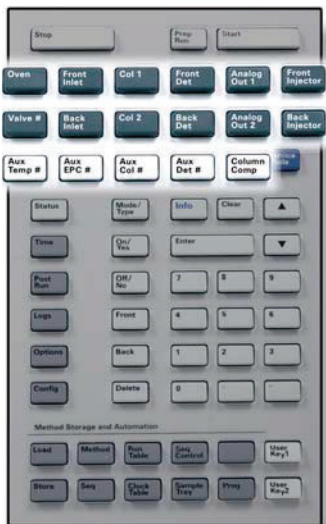 Stop Prep Run Start
Oven Front Inlet Col 1 Front Det Analog Out 1 Front Injector
Valve # Back Inlet Col 2 Back Det Analog Out 2 Back Injector
Aux Temp # Aux EPC # Aux Col # Aux Det # Column Comp
Status Mode/ Type Info Clear
Time On/ Yes Enter
Post Run Off/ No 7 8 9
Logs Front 4 5 6
Options Back 1 2 3
Config Delete 0
Method Storage and Automation
Load Method Run Table Seq Control User Key1
Store Seq Clock Table Sample Tray Prog User Key2